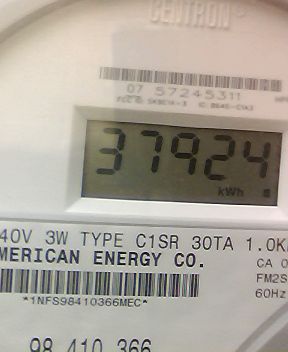 CENTRON®
07 57245311
37924
kWh
40V 3W TYPE C1SR 30TA 1.0K
MERICAN ENERGY CO.
CA 0
FM2S
60Hz
*1NFS98410366MEC*
98 410 366